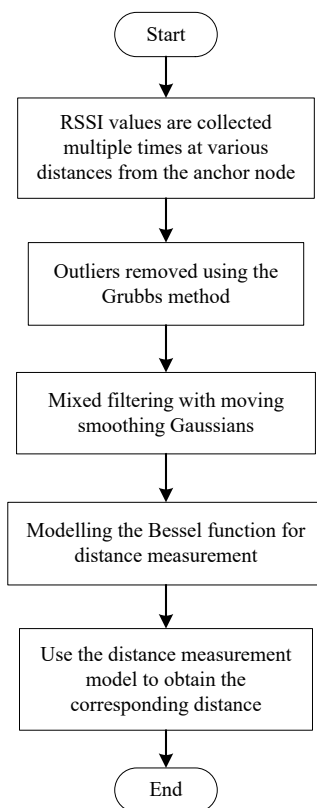 Start
RSSI values are collected
multiple times at various
distances from the anchor node
Outliers removed using the
Grubbs method
Mixed filtering with moving
smoothing Gaussians
Modelling the Bessel function for
distance measurement
Use the distance measurement
model to obtain the
corresponding distance
End